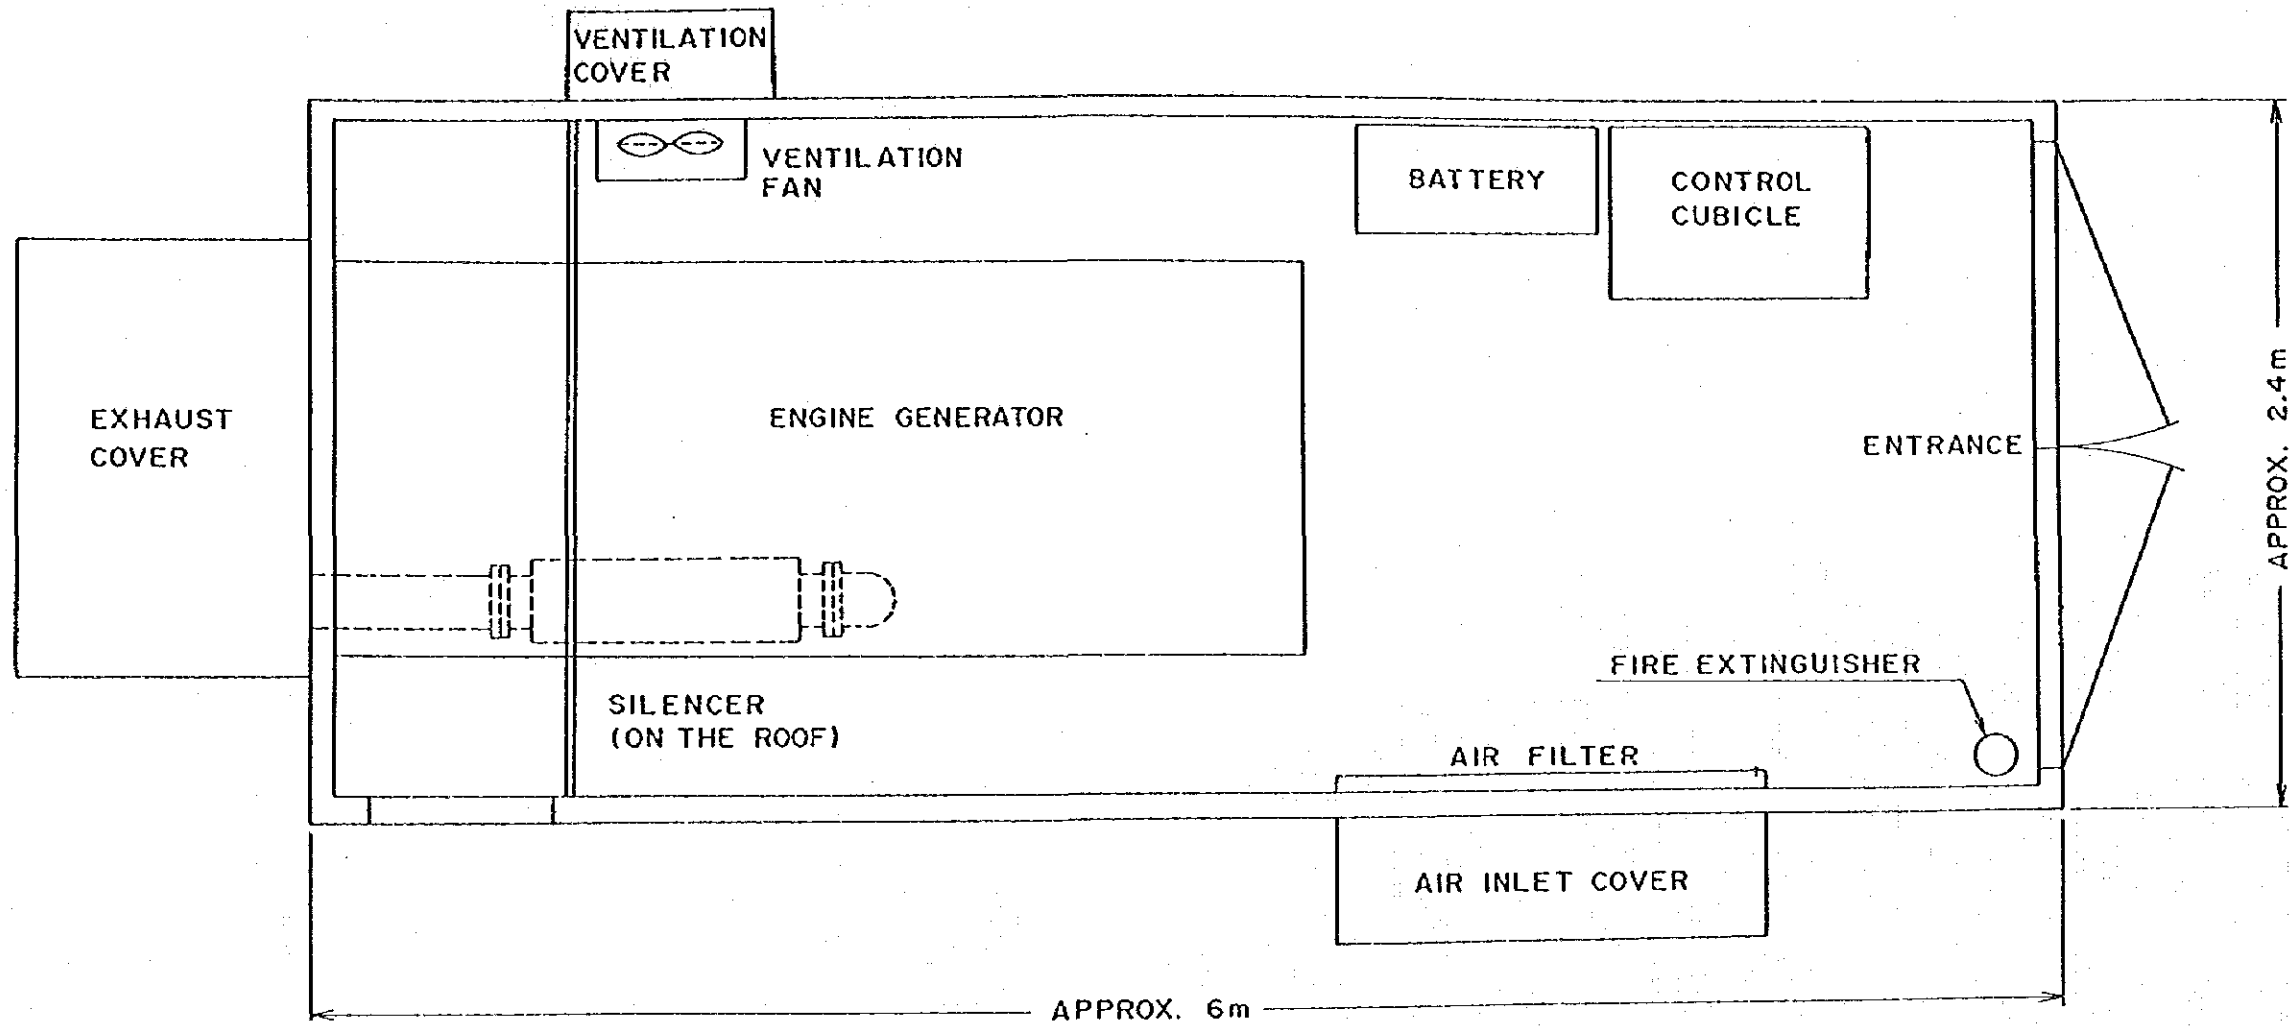 VENTILATION
COVER
VENTILATION
FAN
BATTERY
CONTROL
CUBICLE
EXHAUST
COVER
ENGINE GENERATOR
ENTRANCE
APPROX. 2.4m
FIRE EXTINGUISHER
SILENCER
(ON THE ROOF)
AIR FILTER
AIR INLET COVER
APPROX. 6m